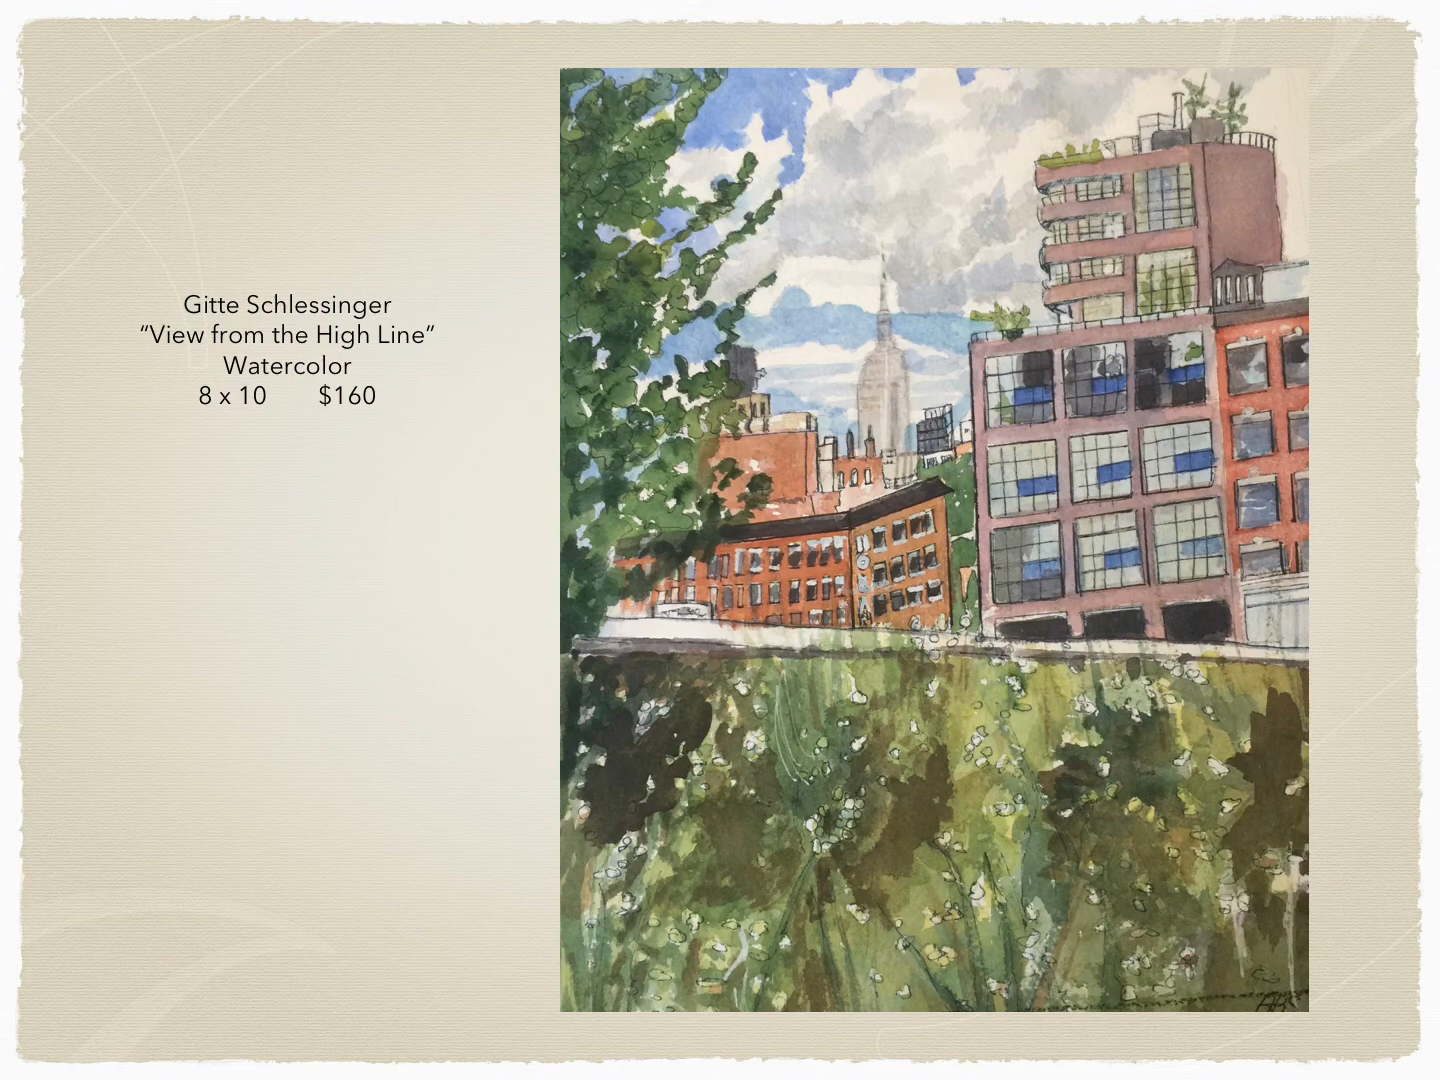 Gitte Schlessinger
“View from the High Line”
Watercolor
8 x 10 $160